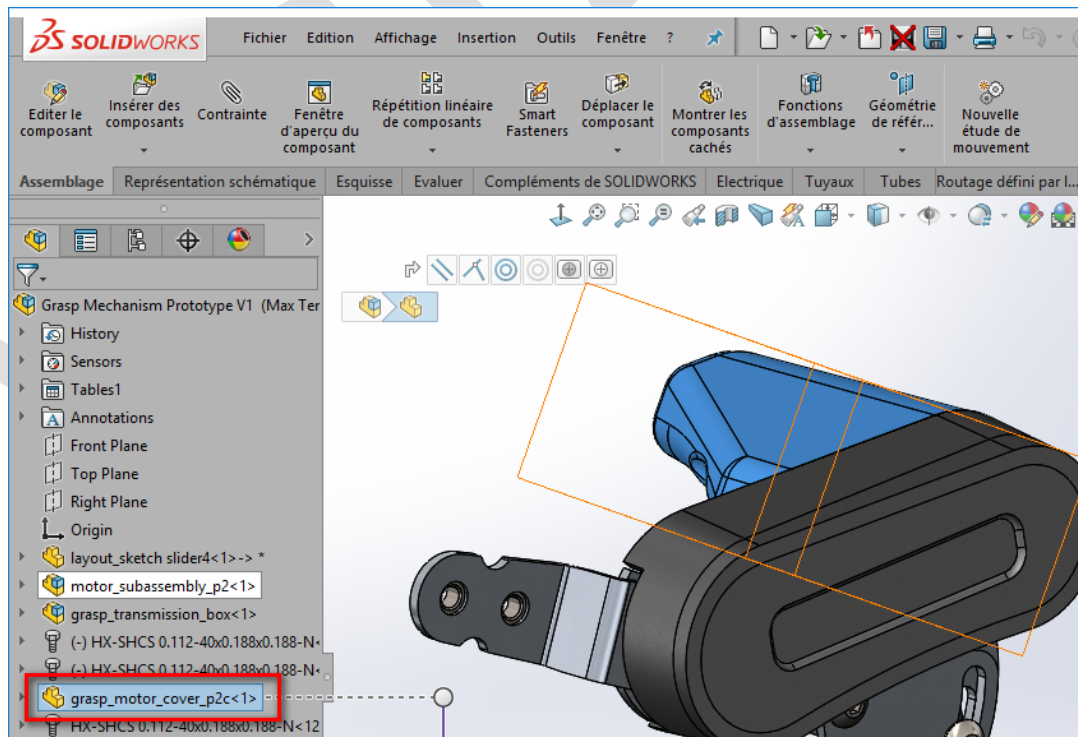 SOLIDWORKS
Fichier Edition Affichage Insertion Outils Fenêtre ?
Editer le composant
Insérer des composants
Contrainte
Fenêtre d'aperçu du composant
Répétition linéaire de composants
Smart Fasteners
Déplacer le composant
Montrer les composants cachés
Fonctions d'assemblage
Géométrie de référ...
Nouvelle étude de mouvement
Assemblage Représentation schématique Esquisse Evaluer Compléments de SOLIDWORKS Electrique Tuyaux Tubes Routage défini par l...
Grasp Mechanism Prototype V1 (Max Ter
History
Sensors
Tables1
A Annotations
Front Plane
Top Plane
Right Plane
Origin
layout_sketch slider4<1>-> *
motor_subassembly_p2<1>
grasp_transmission_box<1>
(-) HX-SHCS 0.112-40x0.188x0.188-N<
(-) HX-SHCS 0.112-40x0.188x0.188-N<
grasp_motor_cover_p2c<1>
HX-SHCS 0.112-40x0.188x0.188-N<12